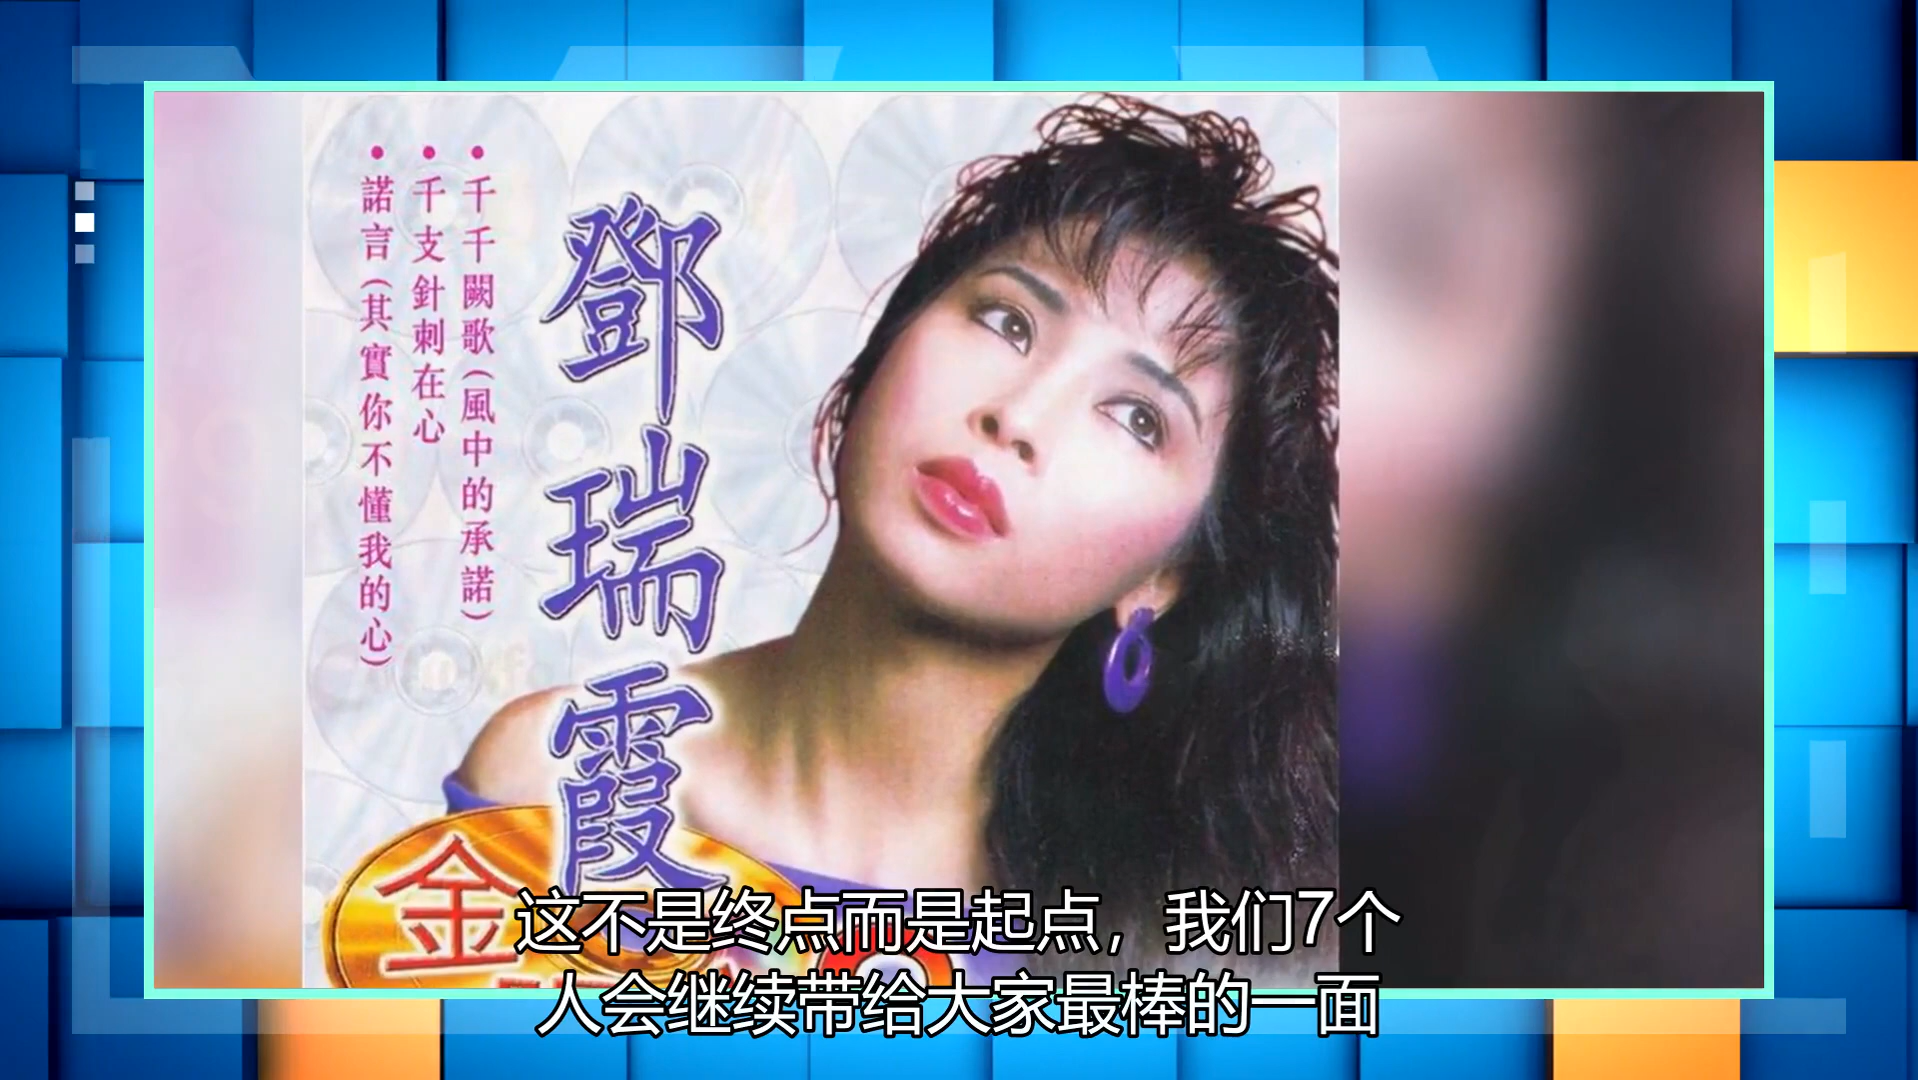 千千闕歌(風中的承諾)
千支針刺在心
諾言(其實你不懂我的心)
鄧瑞霞
金
这不是终点而是起点，我们7个
人会继续带给大家最棒的一面